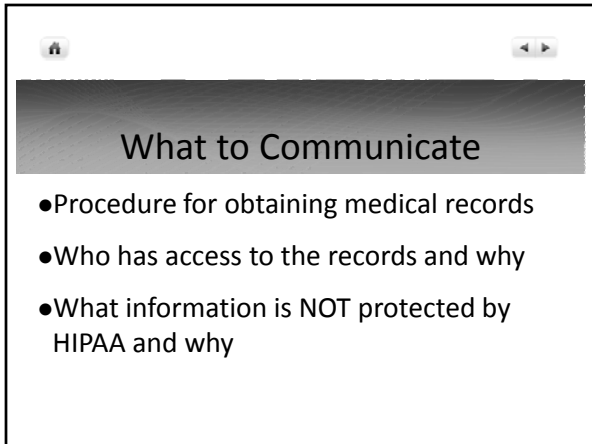 What to Communicate
●Procedure for obtaining medical records
●Who has access to the records and why
●What information is NOT protected by
HIPAA and why